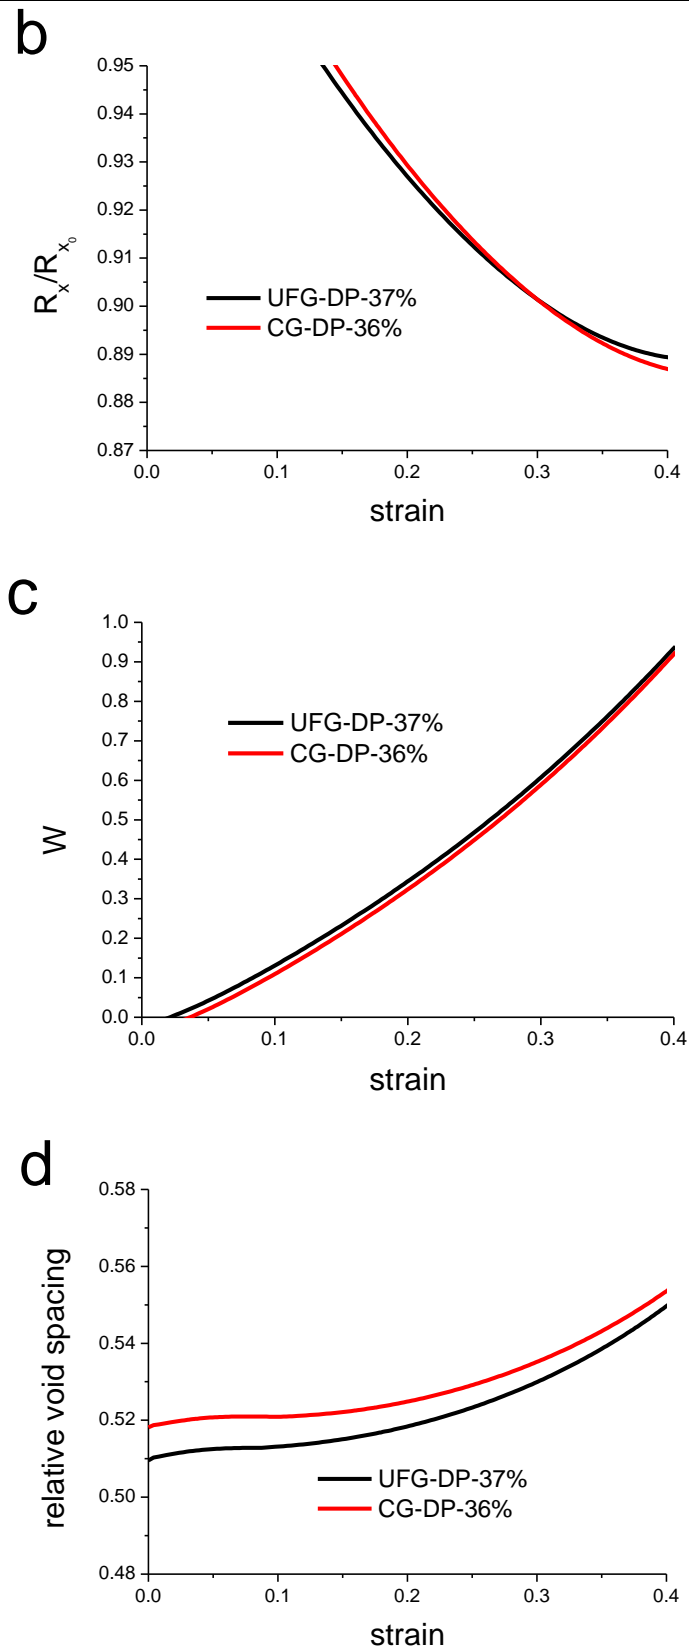 b
0.95
0.94
0.93
0.92
0.91
0.90
0.89
0.88
0.87
Rx/Rx0
UFG-DP-37%
CG-DP-36%
0.0 0.1 0.2 0.3 0.4
strain
c
1.0
0.9
0.8
0.7
0.6
0.5
0.4
0.3
0.2
0.1
0.0
W
UFG-DP-37%
CG-DP-36%
0.0 0.1 0.2 0.3 0.4
strain
d
0.58
0.56
0.54
0.52
0.50
0.48
relative void spacing
UFG-DP-37%
CG-DP-36%
0.0 0.1 0.2 0.3 0.4
strain